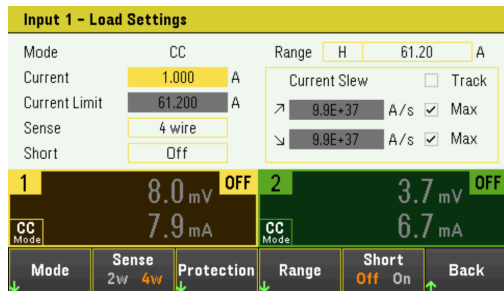 Input 1 – Load Settings
Mode CC Range H 61.20 A
Current 1.000 A Current Slew Track
Current Limit 61.200 A 9.9E+37 A/s Max
Sense 4 wire 9.9E+37 A/s Max
Short Off
1 8.0 mV OFF 2 3.7 mV OFF
CC Mode 7.9 mA CC Mode 6.7 mA
Mode Sense 2w 4w Protection Range Short Off On Back